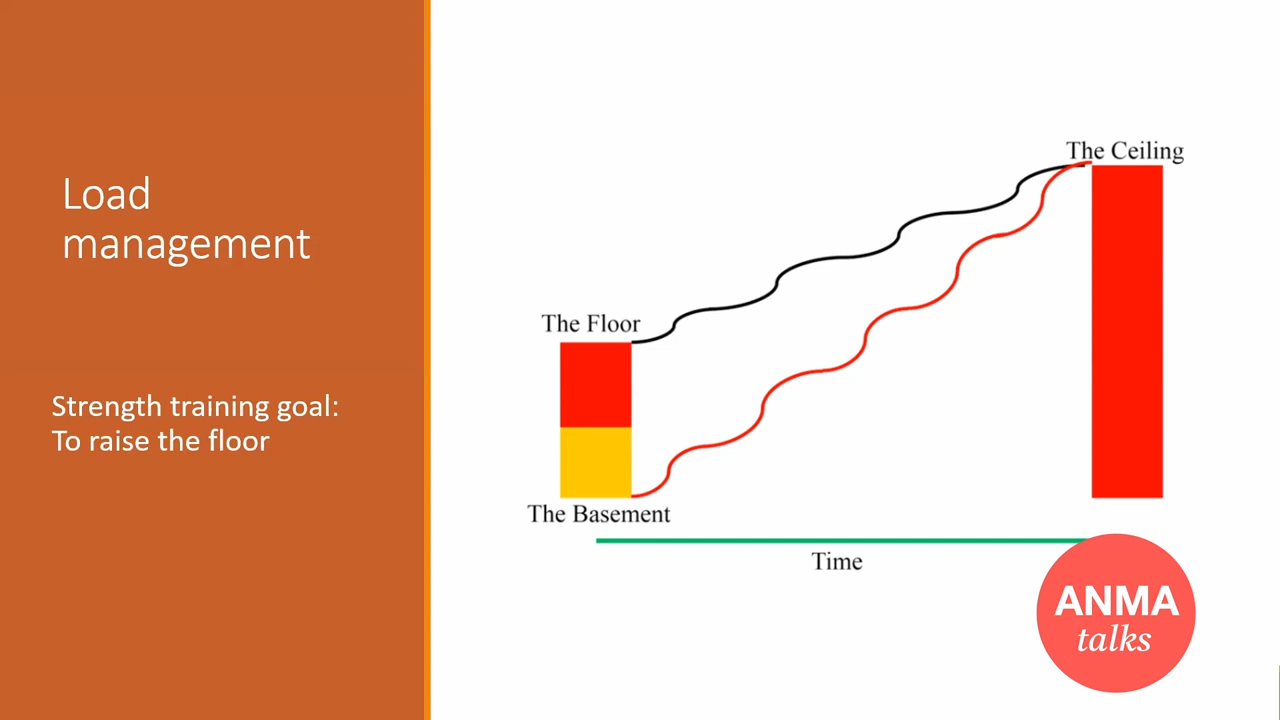 Load
management
Strength training goal:
To raise the floor
The Ceiling
The Floor
The Basement
Time
ANMA
talks